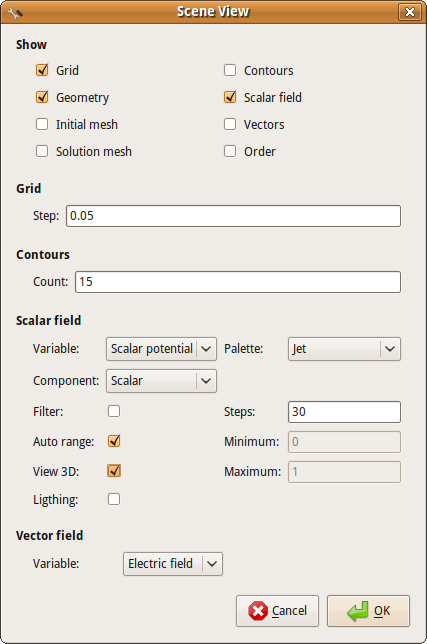 Scene View
Show
Grid Contours
Geometry Scalar field
Initial mesh Vectors
Solution mesh Order
Grid
Step: 0.05
Contours
Count: 15
Scalar field
Variable: Scalar potential Palette: Jet
Component: Scalar
Filter: Steps: 30
Auto range: Minimum: 0
View 3D: Maximum: 1
Ligthing:
Vector field
Variable: Electric field
Cancel OK